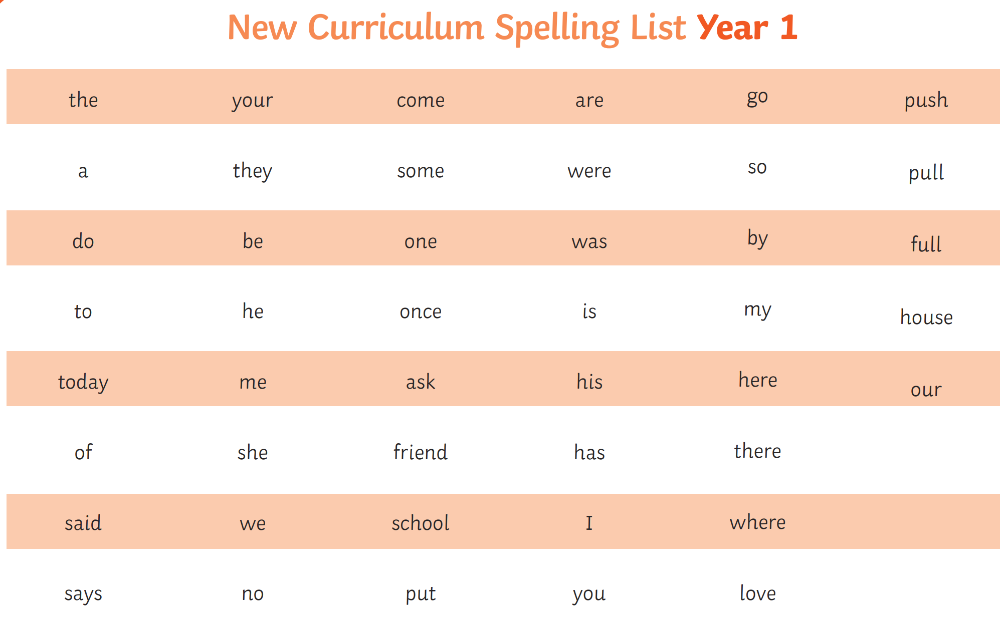 New Curriculum Spelling List Year 1
the your come are go push
a they some were so pull
do be one was by full
to he once is my house
today me ask his here our
of she friend has there
said we school I where
says no put you love